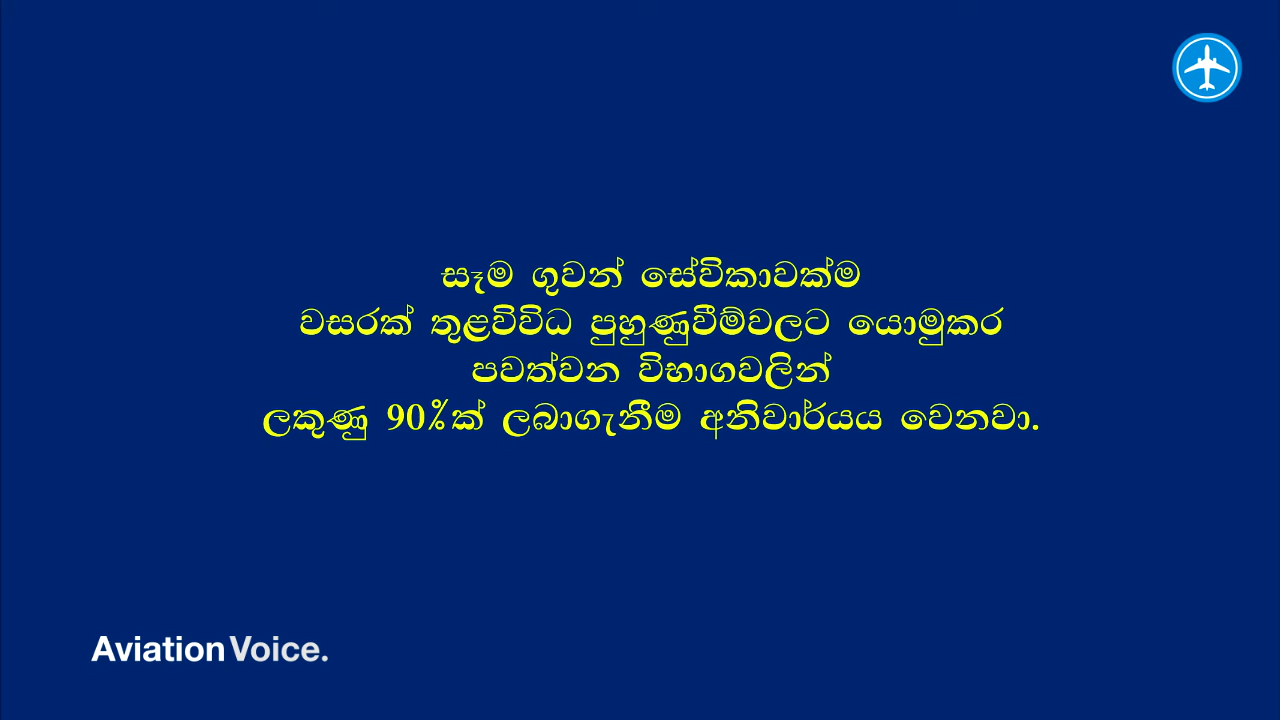 සෑම ගුවන් සේවිකාවක්ම
වසරක් තුළවිවිධ පුහුණුවීම්වලට යොමුකර
පවත්වන විභාගවලින්
ලකුණු 90%ක් ලබාගැනීම අනිවාර්යය වෙනවා.
Aviation Voice.